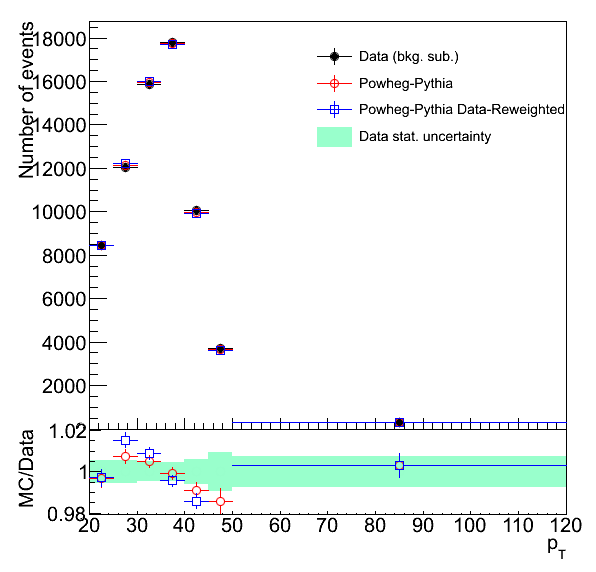 Number of events
18000
16000
14000
12000
10000
8000
6000
4000
2000
Data (bkg. sub.)
Powheg-Pythia
Powheg-Pythia Data-Reweighted
Data stat. uncertainty
MC/Data
1.02
1
0.98
20 30 40 50 60 70 80 90 100 110 120
pT